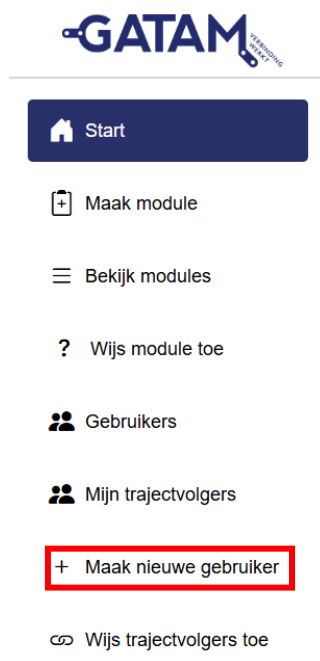 GATAM
VERBINDING
WERKT
Start
Maak module
Bekijk modules
? Wijs module toe
Gebruikers
Mijn trajectvolgers
+ Maak nieuwe gebruiker
Wijs trajectvolgers toe